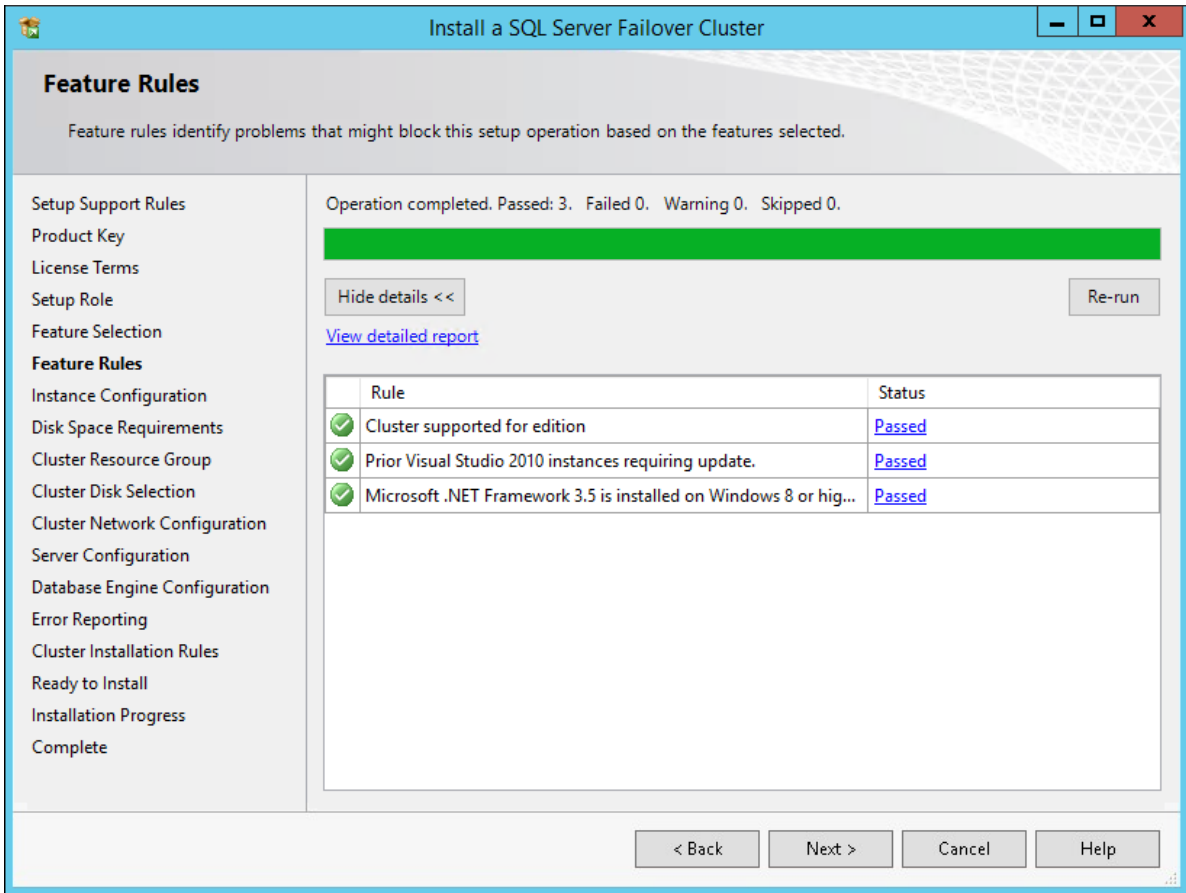 Install a SQL Server Failover Cluster
Feature Rules
Feature rules identify problems that might block this setup operation based on the features selected.
Setup Support Rules
Product Key
License Terms
Setup Role
Feature Selection
Feature Rules
Instance Configuration
Disk Space Requirements
Cluster Resource Group
Cluster Disk Selection
Cluster Network Configuration
Server Configuration
Database Engine Configuration
Error Reporting
Cluster Installation Rules
Ready to Install
Installation Progress
Complete
Operation completed. Passed: 3. Failed 0. Warning 0. Skipped 0.
Hide details << Re-run
View detailed report
Rule Status
Cluster supported for edition Passed
Prior Visual Studio 2010 instances requiring update. Passed
Microsoft .NET Framework 3.5 is installed on Windows 8 or hig... Passed
< Back Next > Cancel Help